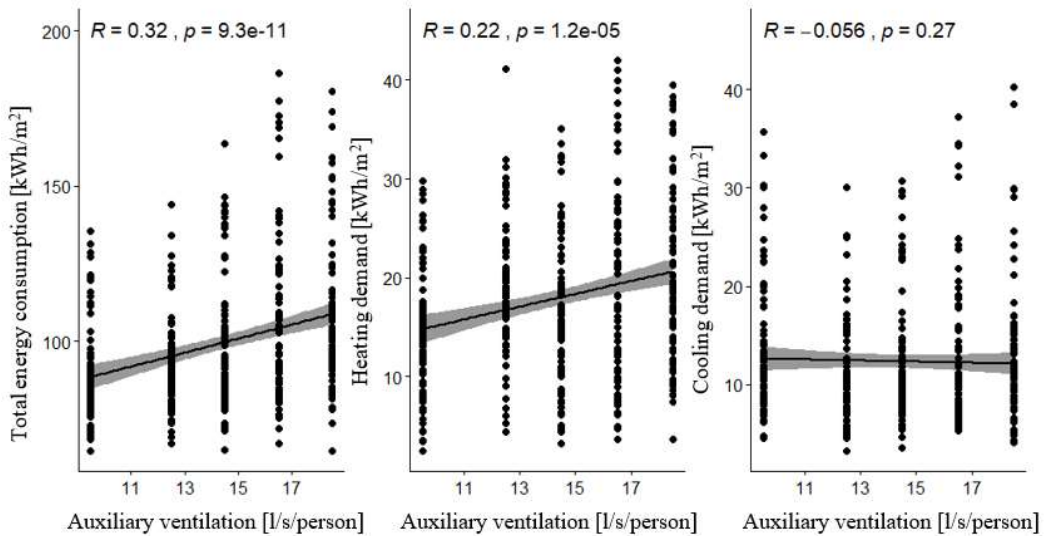 R = 0.32 , p = 9.3e-11
Total energy consumption [kWh/m²]
200
150
100
11 13 15 17
Auxiliary ventilation [l/s/person]
R = 0.22 , p = 1.2e-05
Heating demand [kWh/m²]
40
30
20
10
11 13 15 17
Auxiliary ventilation [l/s/person]
R = −0.056 , p = 0.27
Cooling demand [kWh/m²]
40
30
20
10
11 13 15 17
Auxiliary ventilation [l/s/person]